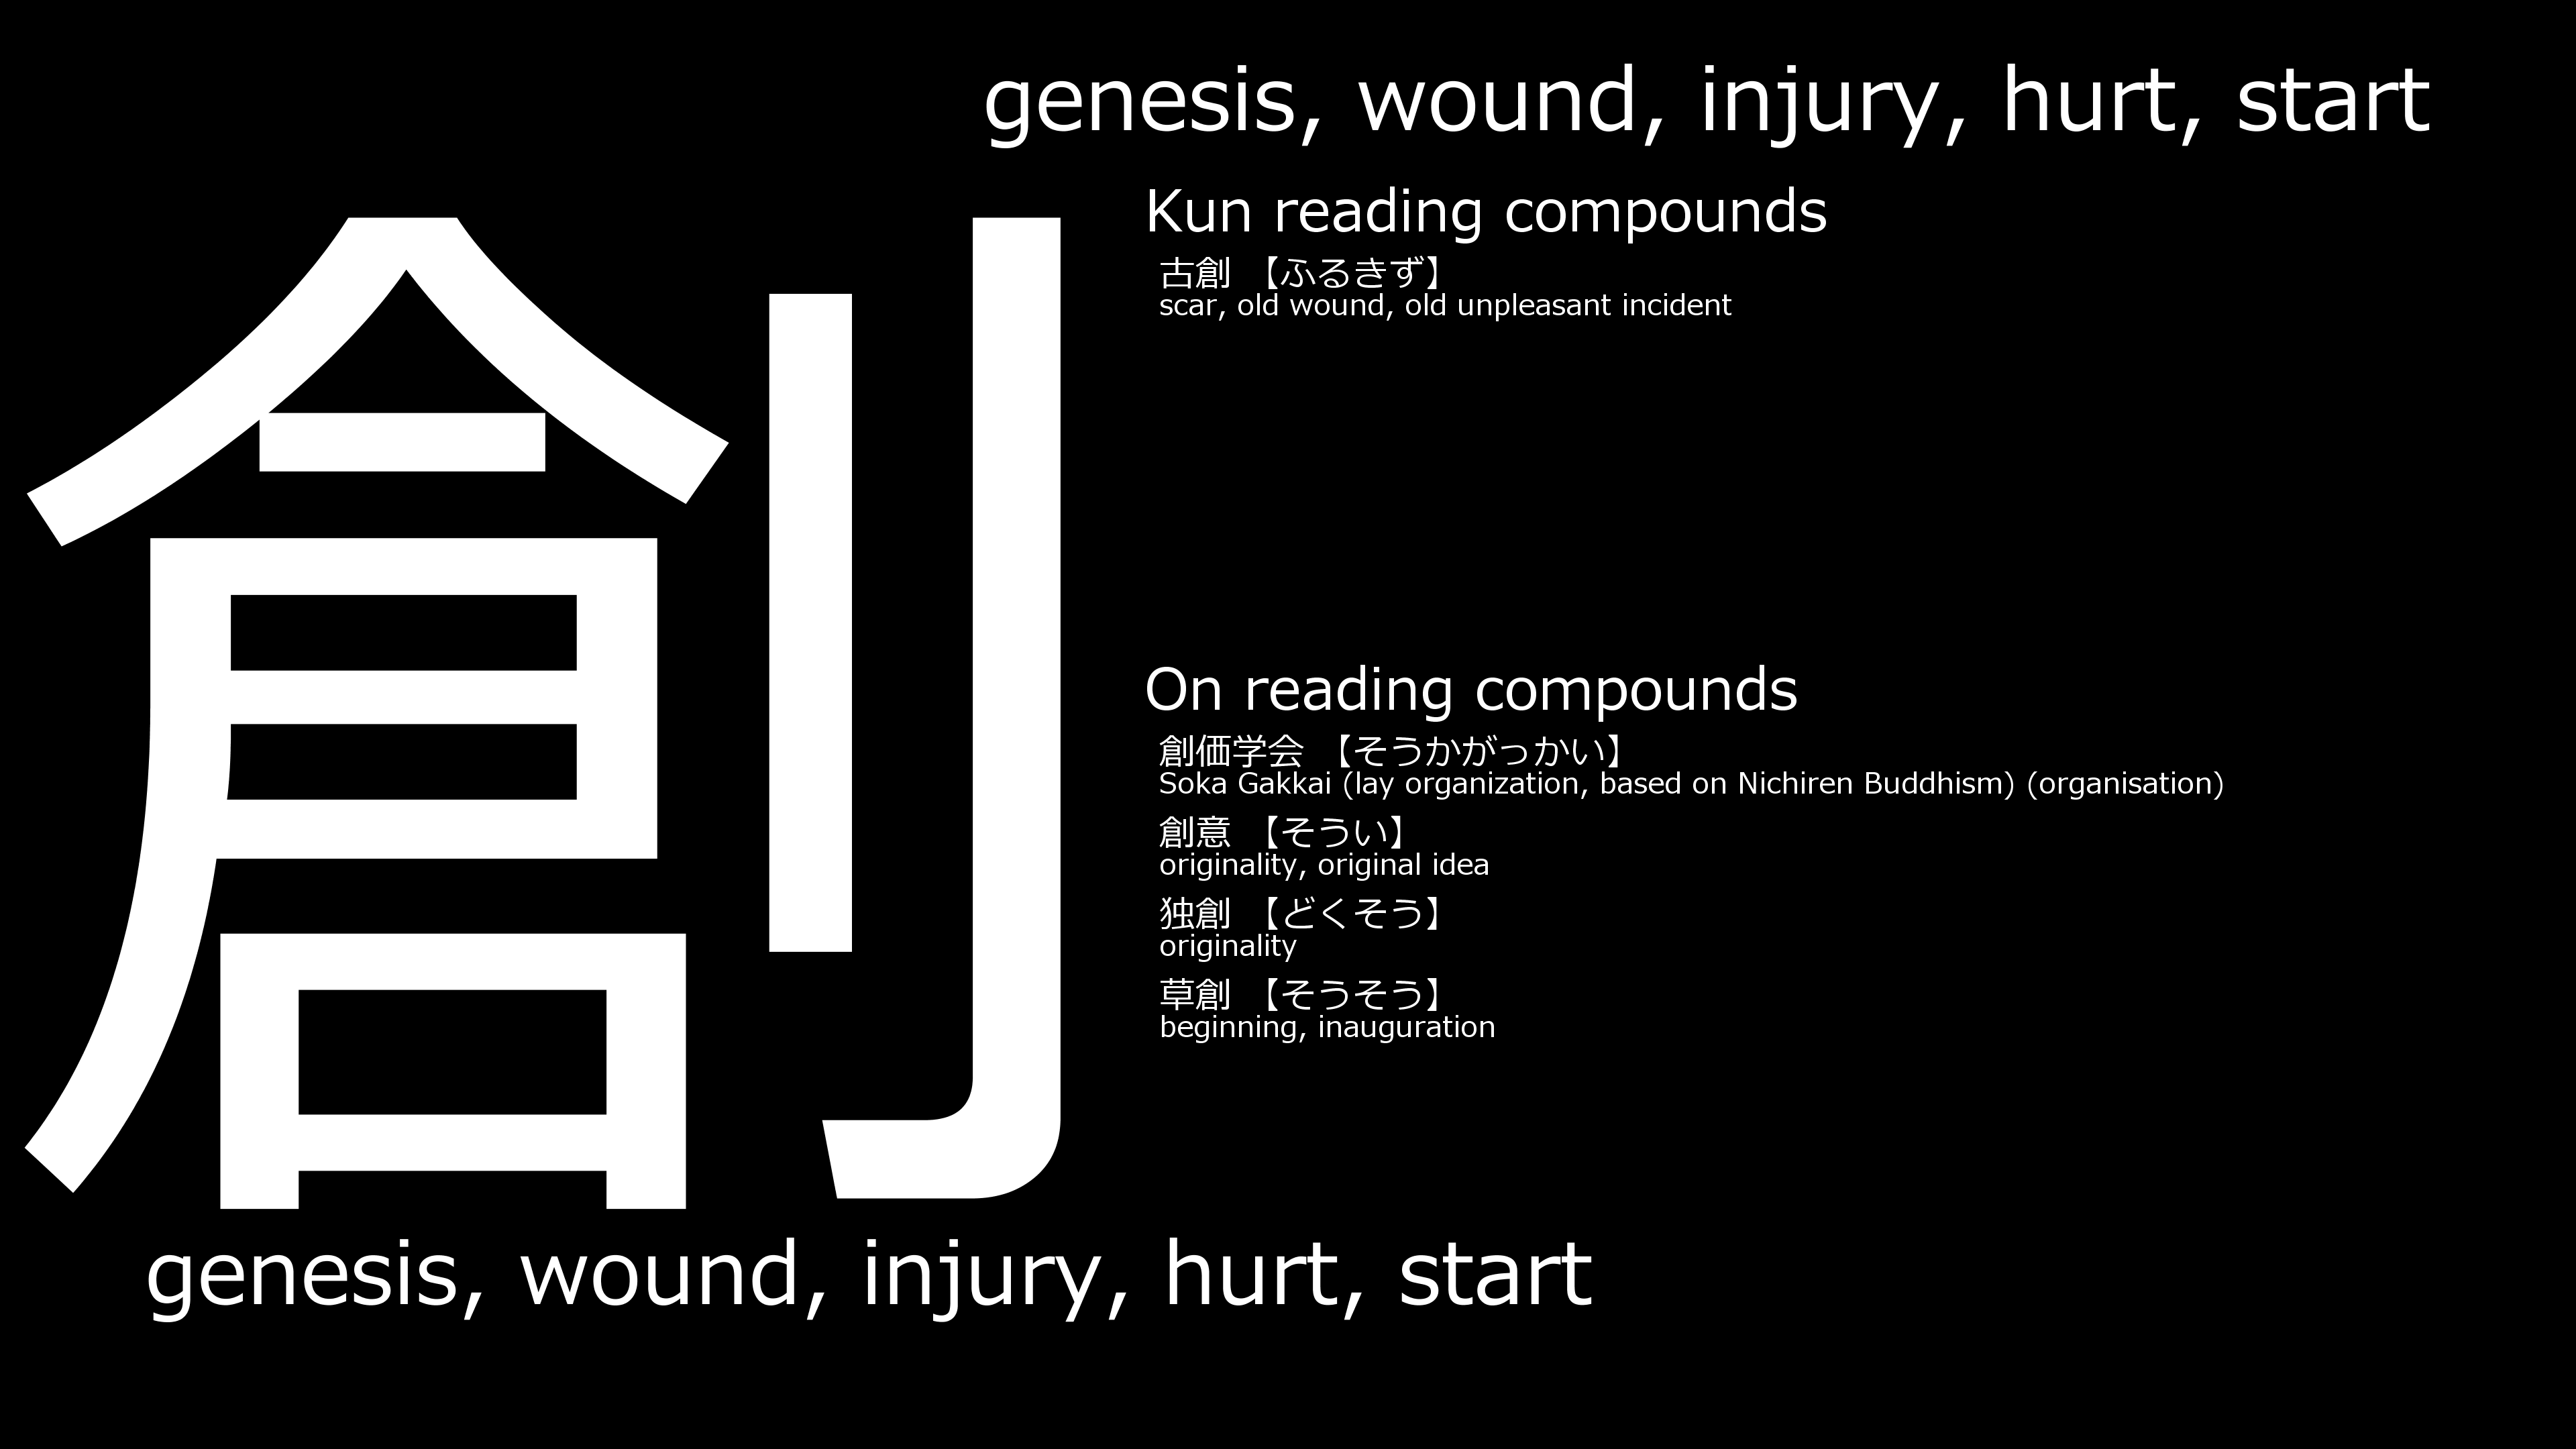 genesis, wound, injury, hurt, start
創
Kun reading compounds
古創 【ふるきず】
scar, old wound, old unpleasant incident
On reading compounds
創価学会 【そうかがっかい】
Soka Gakkai (lay organization, based on Nichiren Buddhism) (organisation)
創意 【そうい】
originality, original idea
独創 【どくそう】
originality
草創 【そうそう】
beginning, inauguration
genesis, wound, injury, hurt, start